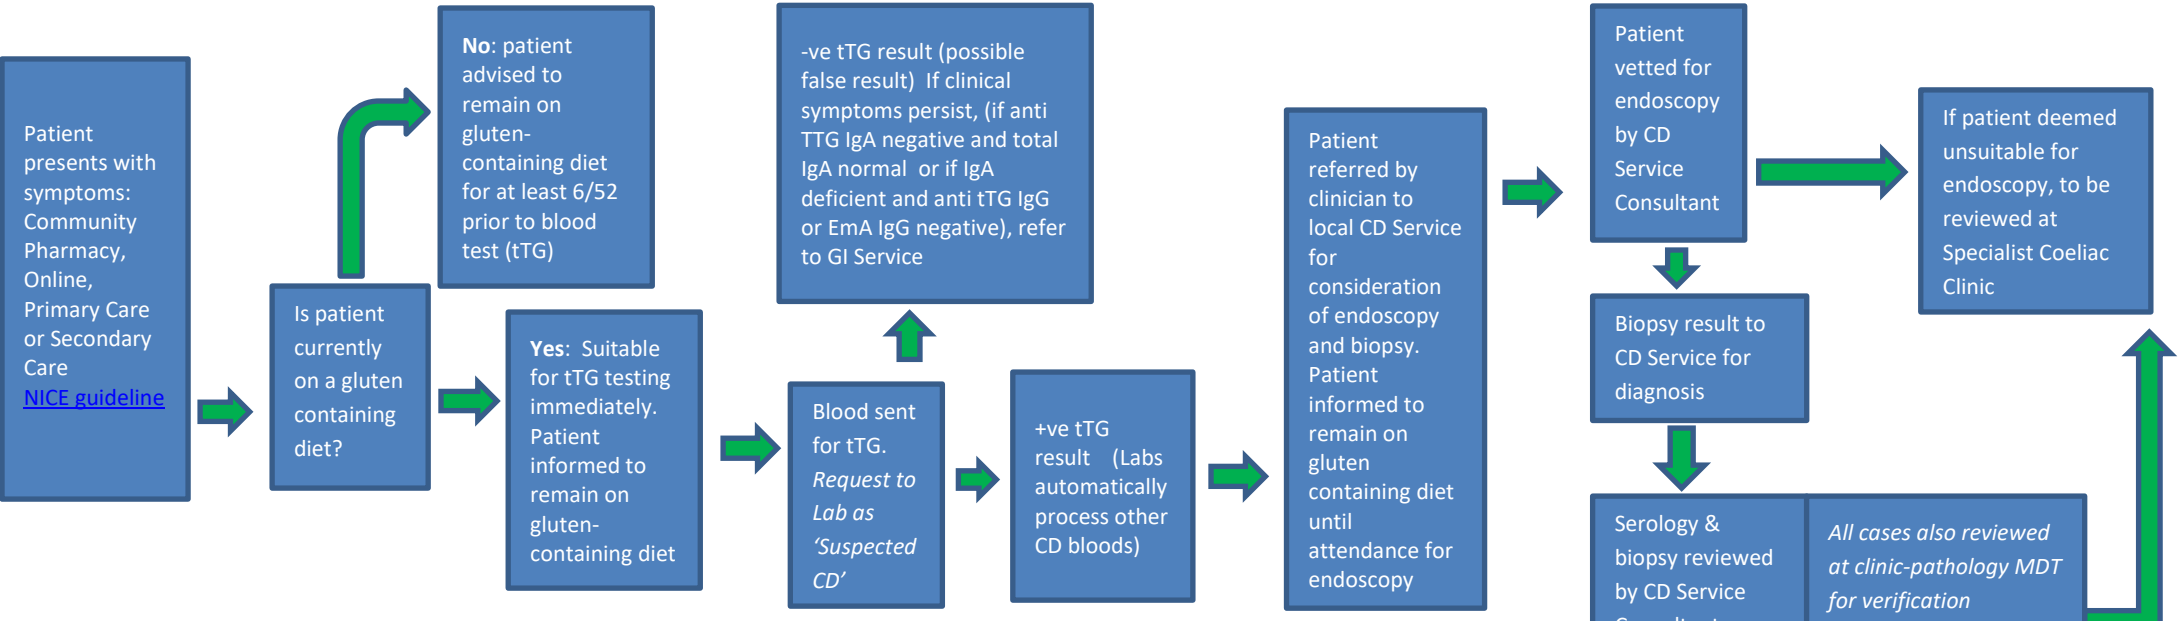 Patient
presents with
symptoms:
Community
Pharmacy,
Online,
Primary Care
or Secondary
Care
NICE guideline
Is patient
currently
on a gluten
containing
diet?
No: patient
advised to
remain on
gluten-
containing diet
for at least 6/52
prior to blood
test (tTG)
Yes:  Suitable
for tTG testing
immediately.
Patient
informed to
remain on
gluten-
containing diet
Blood sent
for tTG.
Request to
Lab as
‘Suspected
CD’
-ve tTG result (possible
false result)  If clinical
symptoms persist, (if anti
TTG IgA negative and total
IgA normal  or if IgA
deficient and anti tTG IgG
or EmA IgG negative), refer
to GI Service
+ve tTG
result    (Labs
automatically
process other
CD bloods)
Patient
referred by
clinician to
local CD Service
for
consideration
of endoscopy
and biopsy.
Patient
informed to
remain on
gluten
containing diet
until
attendance for
endoscopy
Patient
vetted for
endoscopy
by CD
Service
Consultant
If patient deemed
unsuitable for
endoscopy, to be
reviewed at
Specialist Coeliac
Clinic
Biopsy result to
CD Service for
diagnosis
Serology &
biopsy reviewed
by CD Service
All cases also reviewed
at clinic-pathology MDT
for verification